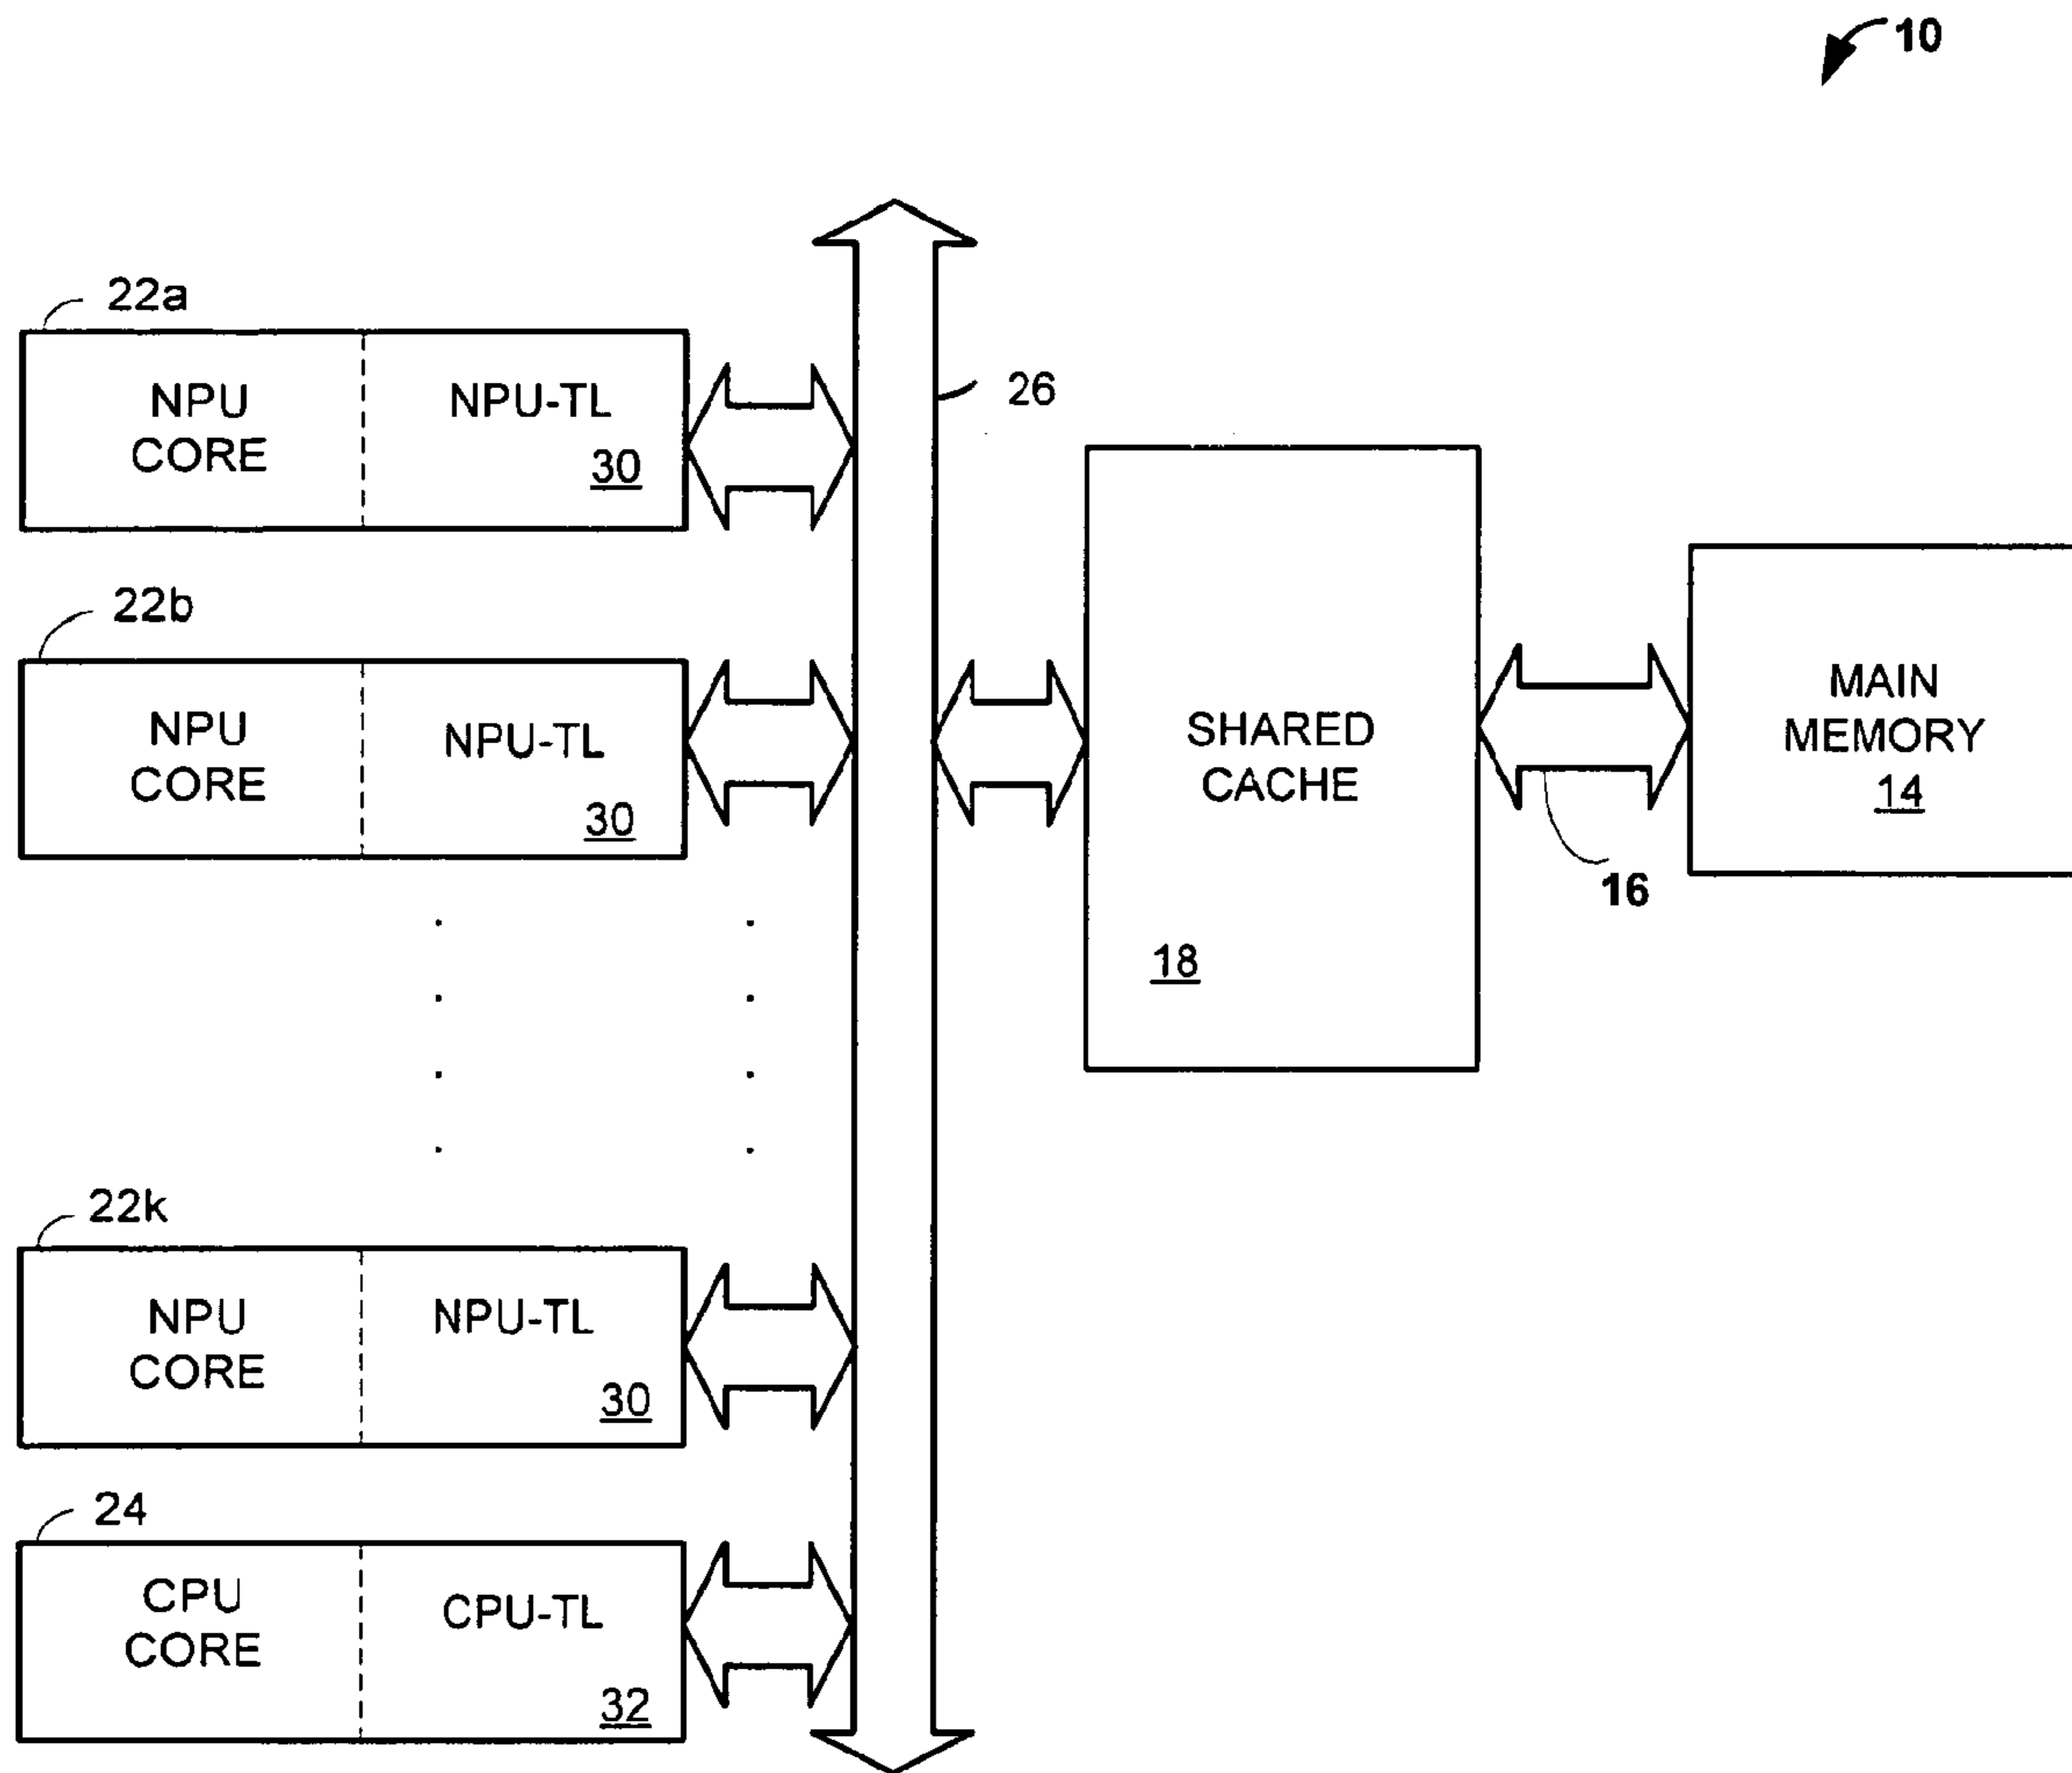 10
22a
NPU
CORE
NPU-TL
30
26
22b
NPU
CORE
NPU-TL
30
SHARED
CACHE
18
MAIN
MEMORY
14
16
22k
NPU
CORE
NPU-TL
30
24
CPU
CORE
CPU-TL
32